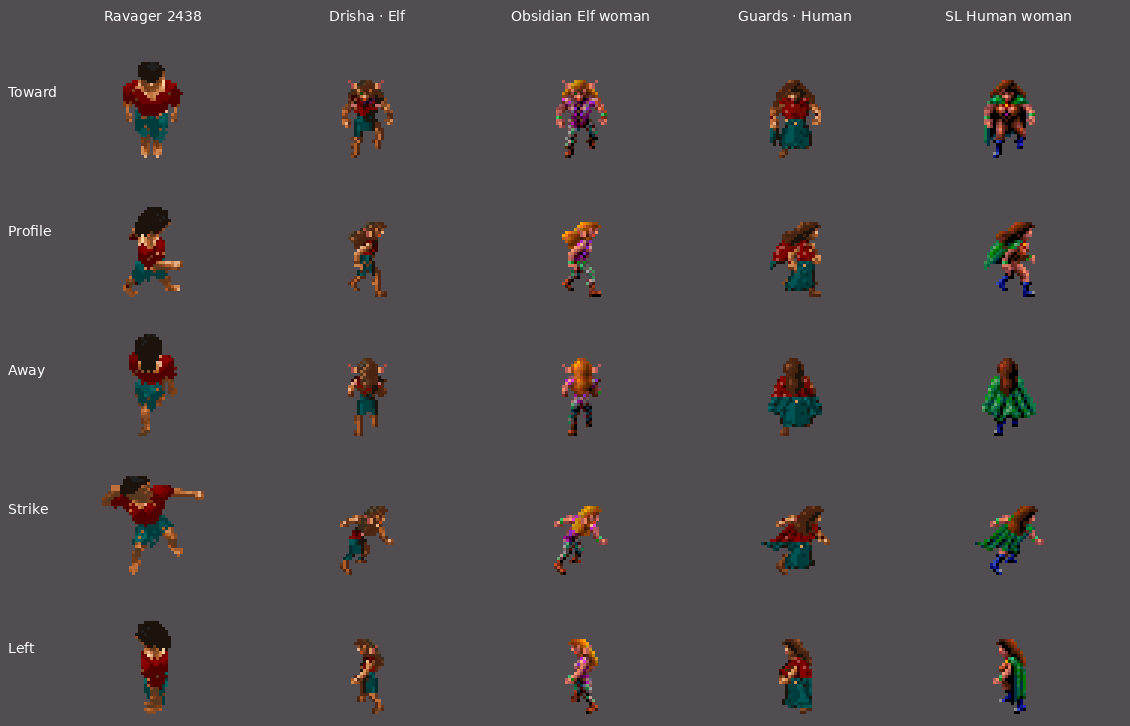 Ravager 2438
Drisha · Elf
Obsidian Elf woman
Guards · Human
SL Human woman
Toward
Profile
Away
Strike
Left